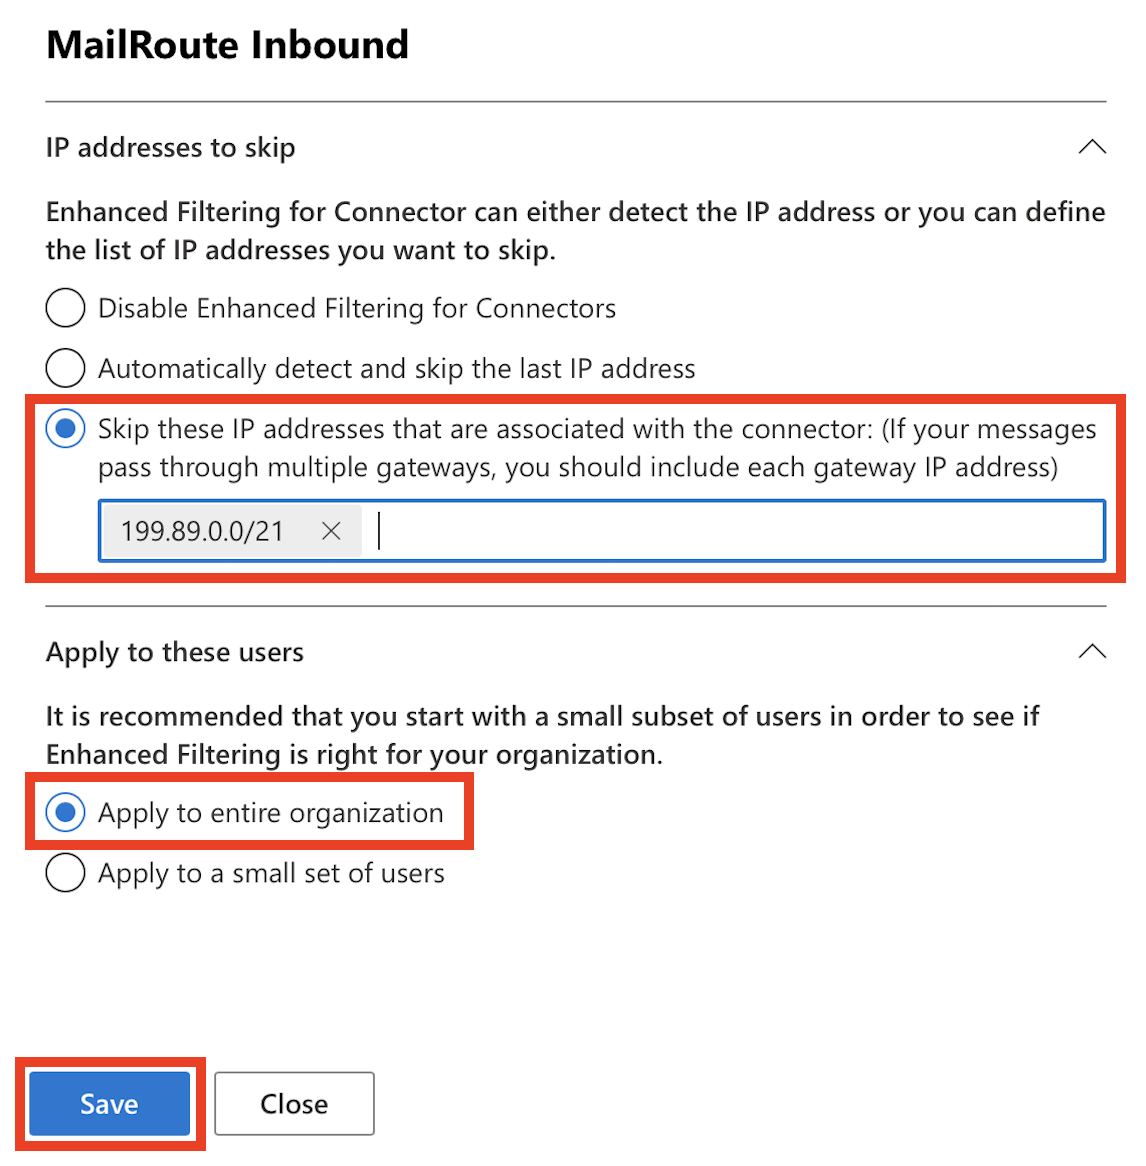 MailRoute Inbound
IP addresses to skip
Enhanced Filtering for Connector can either detect the IP address or you can define
the list of IP addresses you want to skip.
Disable Enhanced Filtering for Connectors
Automatically detect and skip the last IP address
Skip these IP addresses that are associated with the connector: (If your messages
pass through multiple gateways, you should include each gateway IP address)
199.89.0.0/21
Apply to these users
It is recommended that you start with a small subset of users in order to see if
Enhanced Filtering is right for your organization.
Apply to entire organization
Apply to a small set of users
Save
Close